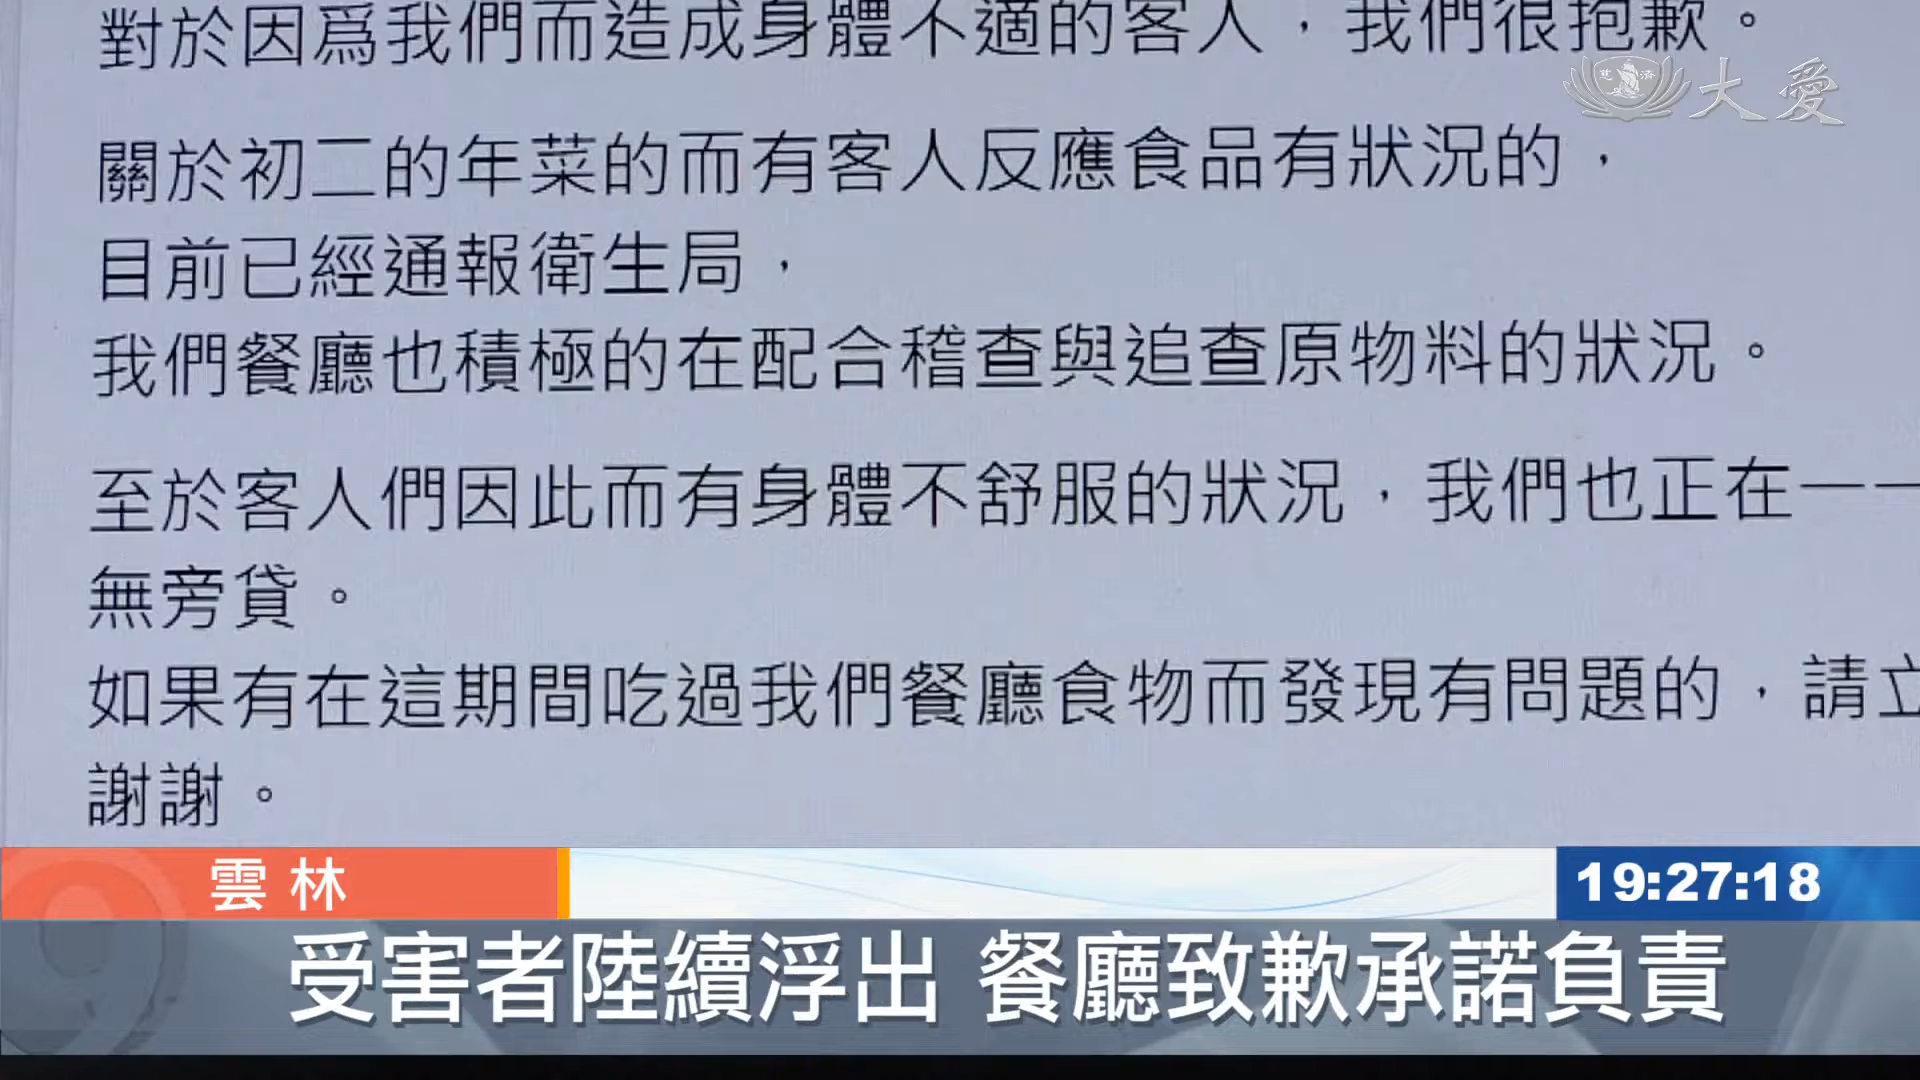 對於因爲我們而造成身體不適的客人，我們很抱歉。
慈濟 大愛
關於初二的年菜的而有客人反應食品有狀況的，
目前已經通報衛生局，
我們餐廳也積極的在配合稽查與追查原物料的狀況。
至於客人們因此而有身體不舒服的狀況，我們也正在一一
無旁貸。
如果有在這期間吃過我們餐廳食物而發現有問題的，請立
謝謝。
雲林
19:27:18
受害者陸續浮出 餐廳致歉承諾負責